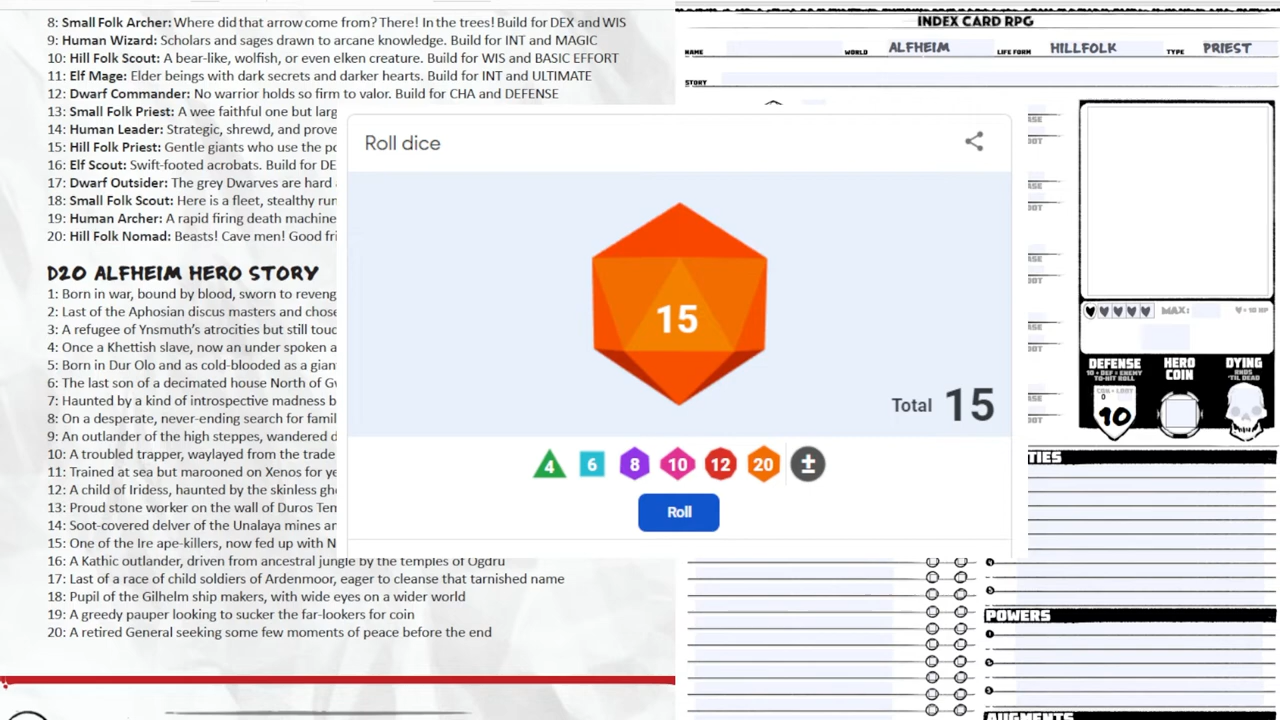 8: Small Folk Archer: Where did that arrow come from? There! In the trees! Build for DEX and WIS
9: Human Wizard: Scholars and sages drawn to arcane knowledge. Build for INT and MAGIC
10: Hill Folk Scout: A bear-like, wolfish, or even elken creature. Build for WIS and BASIC EFFORT
11: Elf Mage: Elder beings with dark secrets and darker hearts. Build for INT and ULTIMATE
12: Dwarf Commander: No warrior holds so firm to valor. Build for CHA and DEFENSE
13: Small Folk Priest: A wee faithful one but larg
14: Human Leader: Strategic, shrewd, and prov
15: Hill Folk Priest: Gentle giants who use the
16: Elf Scout: Swift-footed acrobats. Build for DE
17: Dwarf Outsider: The grey Dwarves are hard
18: Small Folk Scout: Here is a fleet, stealthy
19: Human Archer: A rapid firing death machin
20: Hill Folk Nomad: Beasts! Cave men! Good fri
D20 ALFHEIM HERO STORY
1: Born in war, bound by blood, sworn to reveng
2: Last of the Aphosian discus masters and chose
3: A refugee of Ynsmuth's atrocities but still
4: Once a Khettish slave, now an under spoken
5: Born in Dur Olo and as cold-blooded as a gian
6: The last son of a decimated house North of
7: Haunted by a kind of introspective madness b
8: On a desperate, never-ending search for
9: An outlander of the high steppes, wandered d
10: A troubled trapper, waylayed from the
11: Trained at sea but marooned on Xenos for
12: A child of Iridess, haunted by the skinless
13: Proud stone worker on the wall of Duros Tem
14: Soot-covered delver of the Unalaya mines
15: One of the Ire ape-killers, now fed up with
16: A Kathic outlander, driven from ancestral jungle by the temples of Ogdru
17: Last of a race of child soldiers of Ardenmoor, eager to cleanse that tarnished name
18: Pupil of the Gilhelm ship makers, with wide eyes on a wider world
19: A greedy pauper looking to sucker the far-lookers for coin
20: A retired General seeking some few moments of peace before the end
Roll dice
15
Total 15
4 6 8 10 12 20 ±
Roll
INDEX CARD RPG
NAME WORLD ALFHEIM LIFE FORM HILLFOLK TYPE PRIEST
STORY
MAX:
DEFENSE HERO COIN DYING
10 + DEF = ENEMY TO-HIT ROLL
ENDS 'TIL DEAD
0
10
TIES
POWERS
AUGMENTS